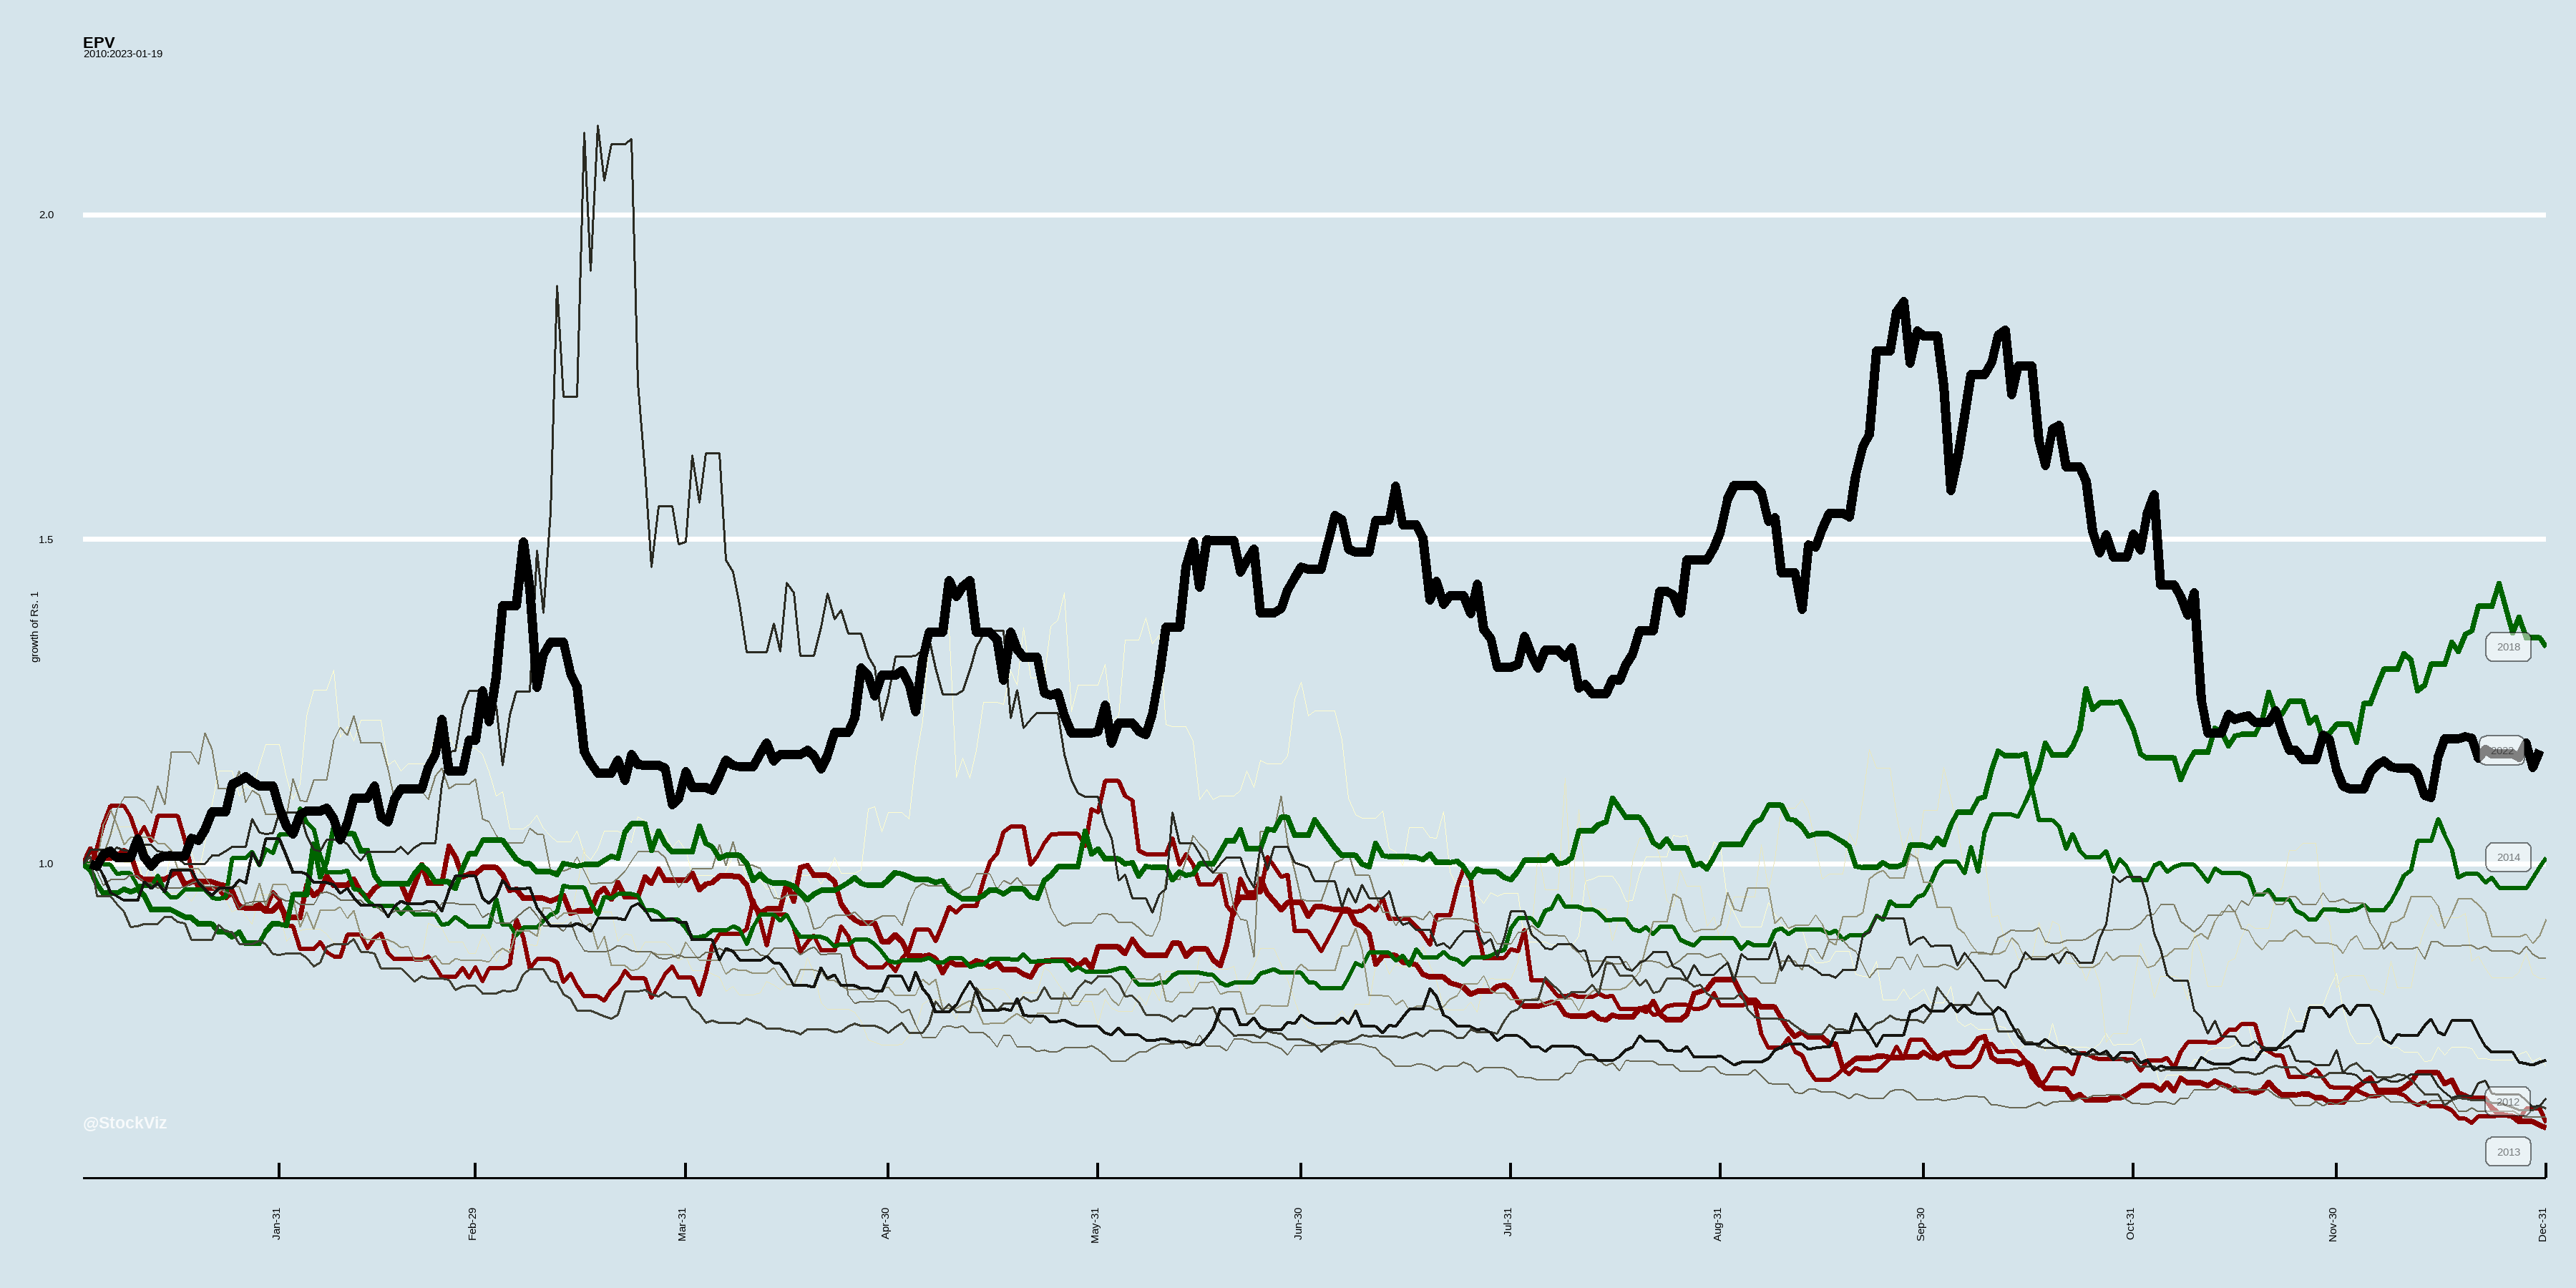 EPV
2010:2023-01-19
2.0
1.5
1.0
growth of Rs. 1
2018
2022
2014
2012
2013
@StockViz
Jan-31
Feb-29
Mar-31
Apr-30
May-31
Jun-30
Jul-31
Aug-31
Sep-30
Oct-31
Nov-30
Dec-31